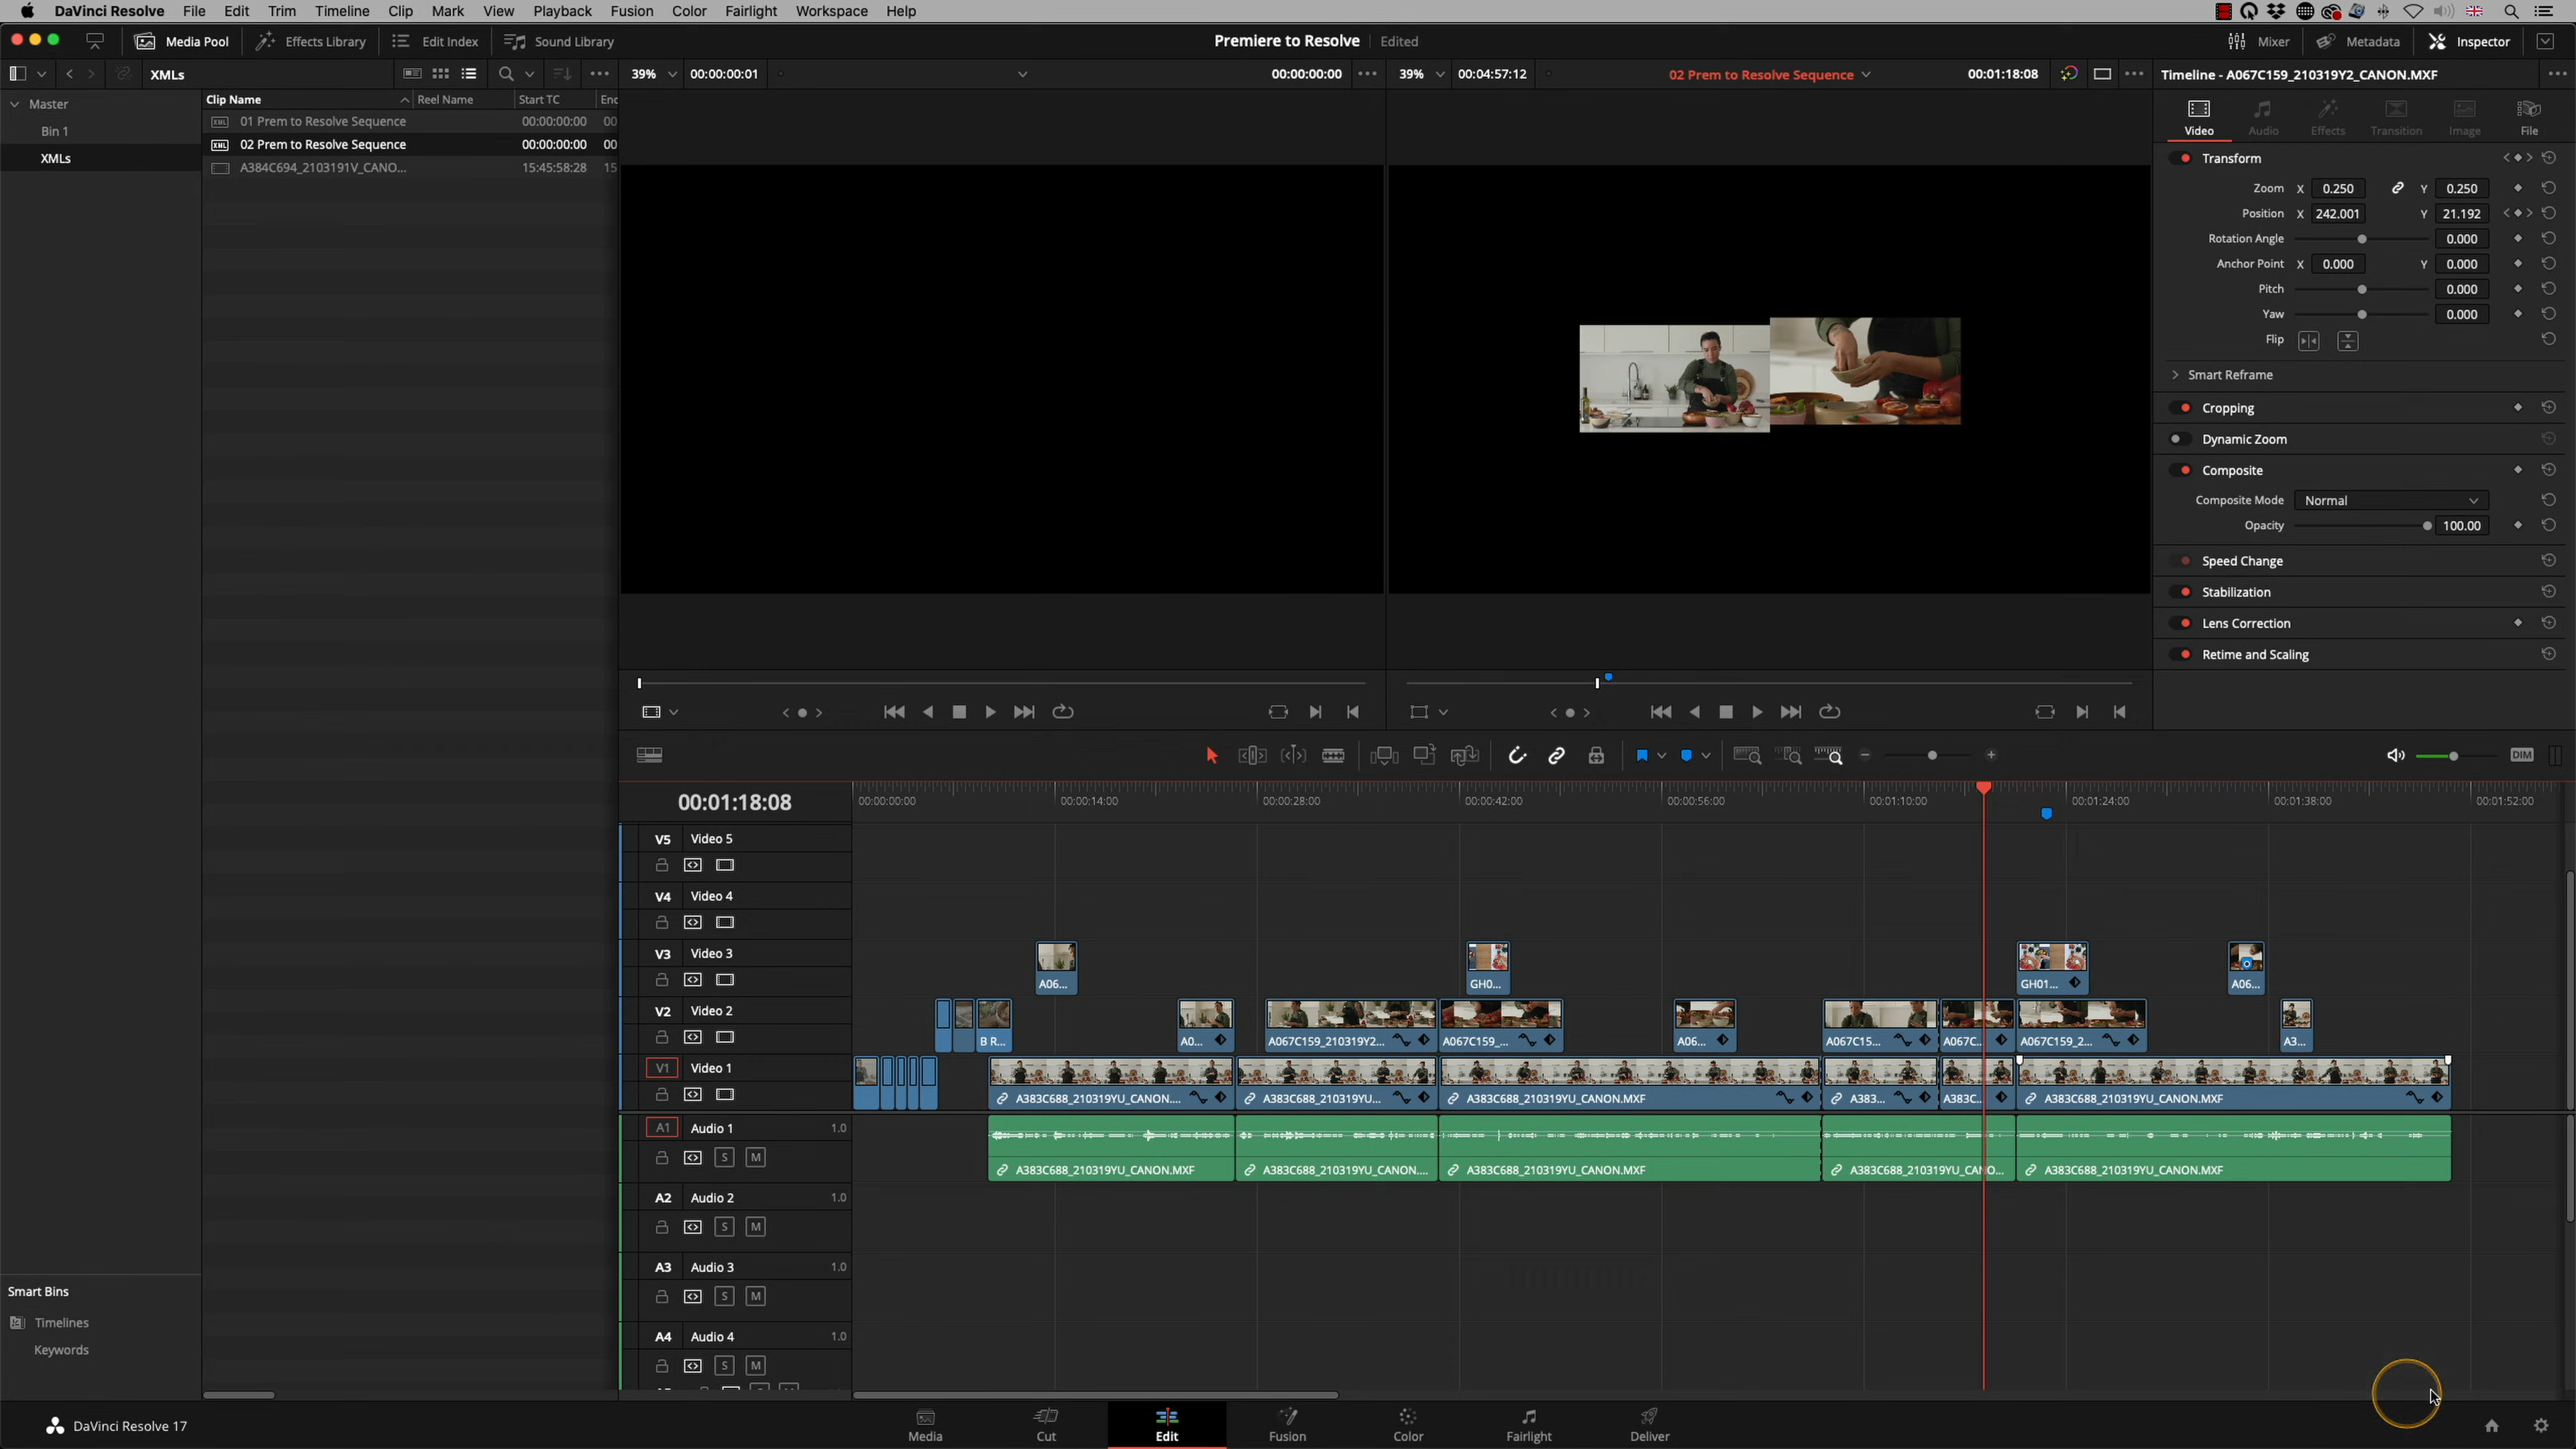 DaVinci Resolve File Edit Trim Timeline Clip Mark View Playback Fusion Color Fairlight Workspace Help
Media Pool Effects Library Edit Index Sound Library Premiere to Resolve Edited Mixer Metadata Inspector
XMLs 39% 00:00:00:01 00:00:00:00 39% 00:04:57:12 02 Prem to Resolve Sequence 00:01:18:08 Timeline - A067C159_210319Y2_CANON.MXF
Master
Bin 1
XMLs
Clip Name Reel Name Start TC
01 Prem to Resolve Sequence 00:00:00:00 00
02 Prem to Resolve Sequence 00:00:00:00 00
A384C694_2103191V_CANO... 15:45:58:28 15
Video Audio Effects Transition Image File
Transform
Zoom X 0.250 Y 0.250
Position X 242.001 Y 21.192
Rotation Angle 0.000
Anchor Point X 0.000 Y 0.000
Pitch 0.000
Yaw 0.000
Flip
Smart Reframe
Cropping
Dynamic Zoom
Composite
Composite Mode Normal
Opacity 100.00
Speed Change
Stabilization
Lens Correction
Retime and Scaling
DIM
00:01:18:08 00:00:00:00 00:00:14:00 00:00:28:00 00:00:42:00 00:00:56:00 00:01:10:00 00:01:24:00 00:01:38:00 00:01:52:00
V5 Video 5
V4 Video 4
V3 Video 3
A06... GH0... GH01... A06...
V2 Video 2
B R... A0... A067C159_210319Y2... A067C159_... A06... A067C15... A067C... A067C159_2... A3...
V1 Video 1
A383C688_210319YU_CANON.... A383C688_210319YU... A383C688_210319YU_CANON.MXF A383... A383C... A383C688_210319YU_CANON.MXF
A1 Audio 1 1.0
S M
A383C688_210319YU_CANON.MXF A383C688_210319YU_CANON.... A383C688_210319YU_CANON.MXF A383C688_210319YU_CANO... A383C688_210319YU_CANON.MXF
A2 Audio 2 1.0
S M
A3 Audio 3 1.0
S M
A4 Audio 4 1.0
S M
Smart Bins
Timelines
Keywords
DaVinci Resolve 17
Media Cut Edit Fusion Color Fairlight Deliver